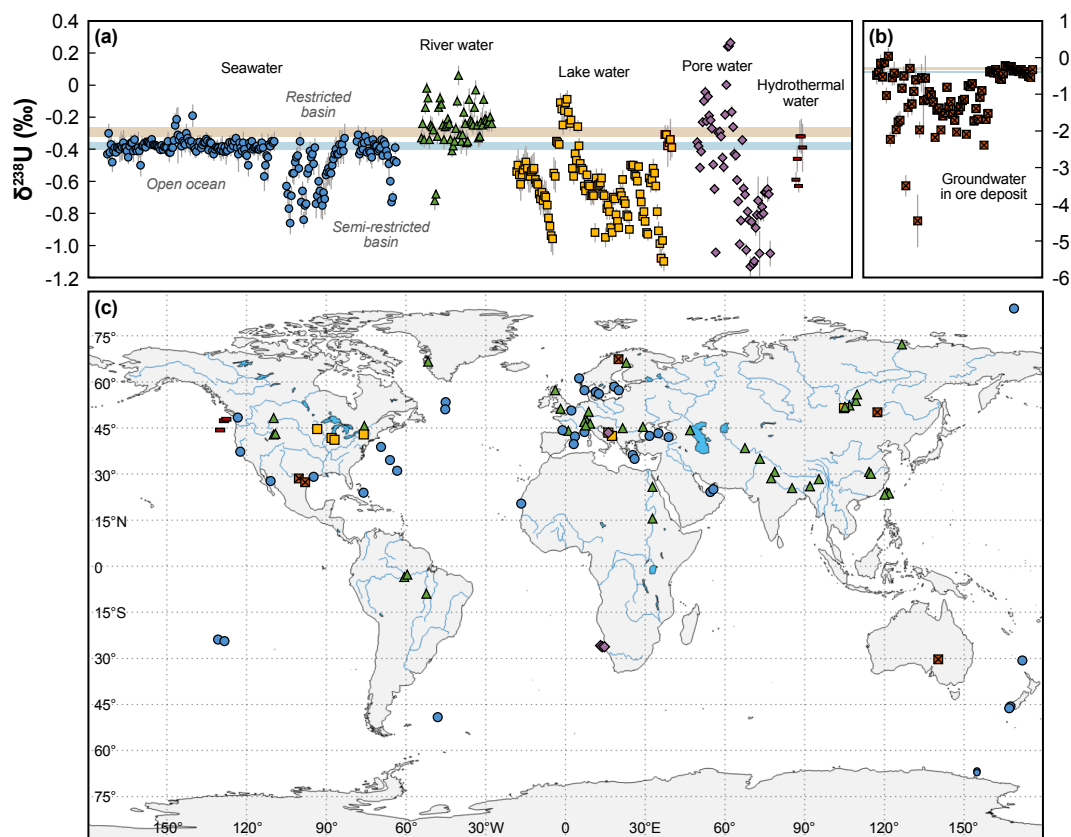 (a)
δ²³⁸U (‰)
0.4
0.2
0
-0.2
-0.4
-0.6
-0.8
-1.0
-1.2
Seawater
Restricted
basin
Open ocean
Semi-restricted
basin
River water
Lake water
Pore water
Hydrothermal
water
(b)
1
0
-1
-2
-3
-4
-5
-6
Groundwater
in ore deposit
(c)
75°
60°
45°
30°
15°N
0
15°S
30°
45°
60°
75°
150°
120°
90°
60°
30°W
0
30°E
60°
90°
120°
150°